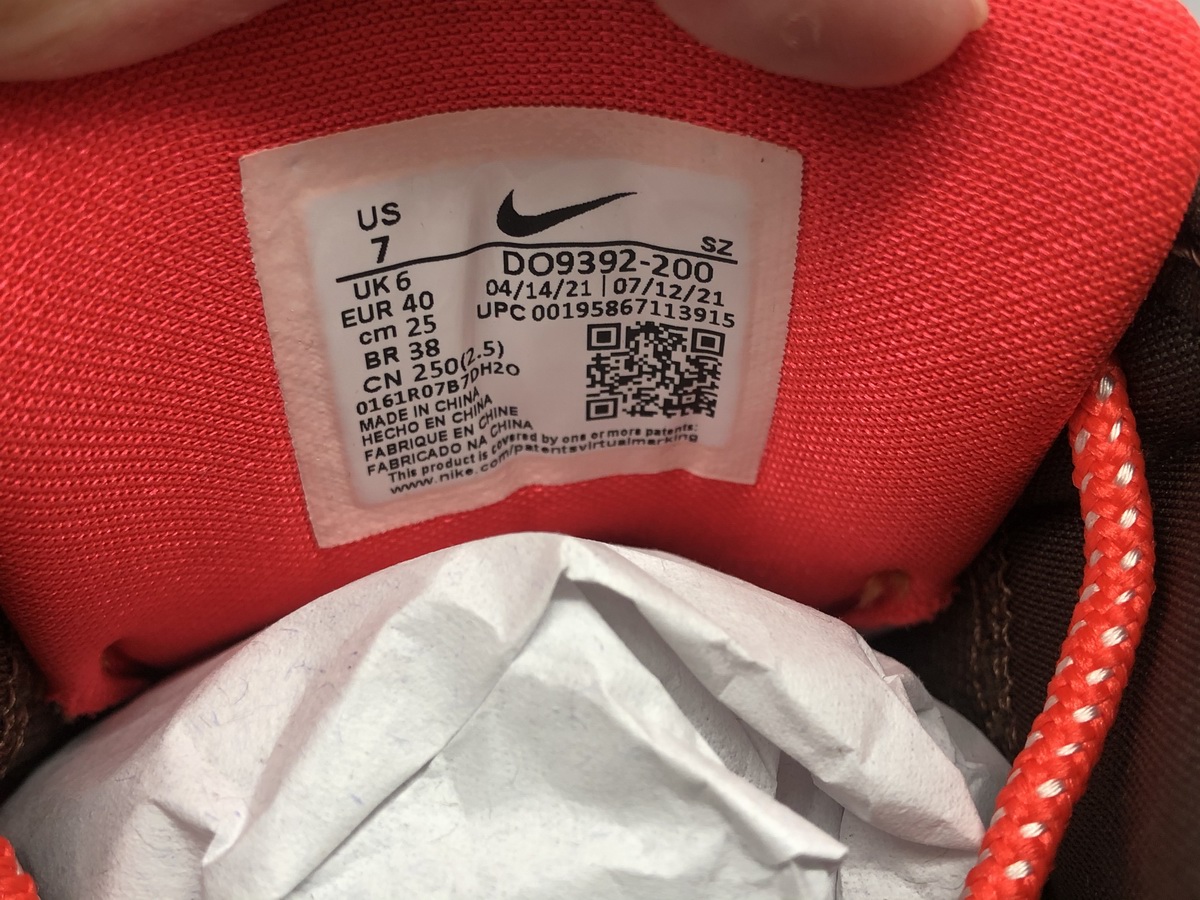 US
7
SZ
UK 6
EUR 40
cm 25
BR 38
CN 250(2.5)
0161R07B7DH2O
MADE IN CHINA
HECHO EN CHINA
FABRIQUE EN CHINE
FABRICADO NA CHINA
This product is covered by one or more patents:
www.nike.com/patentsvirtualmarking
DO9392-200
04/14/21 | 07/12/21
UPC 00195867113915